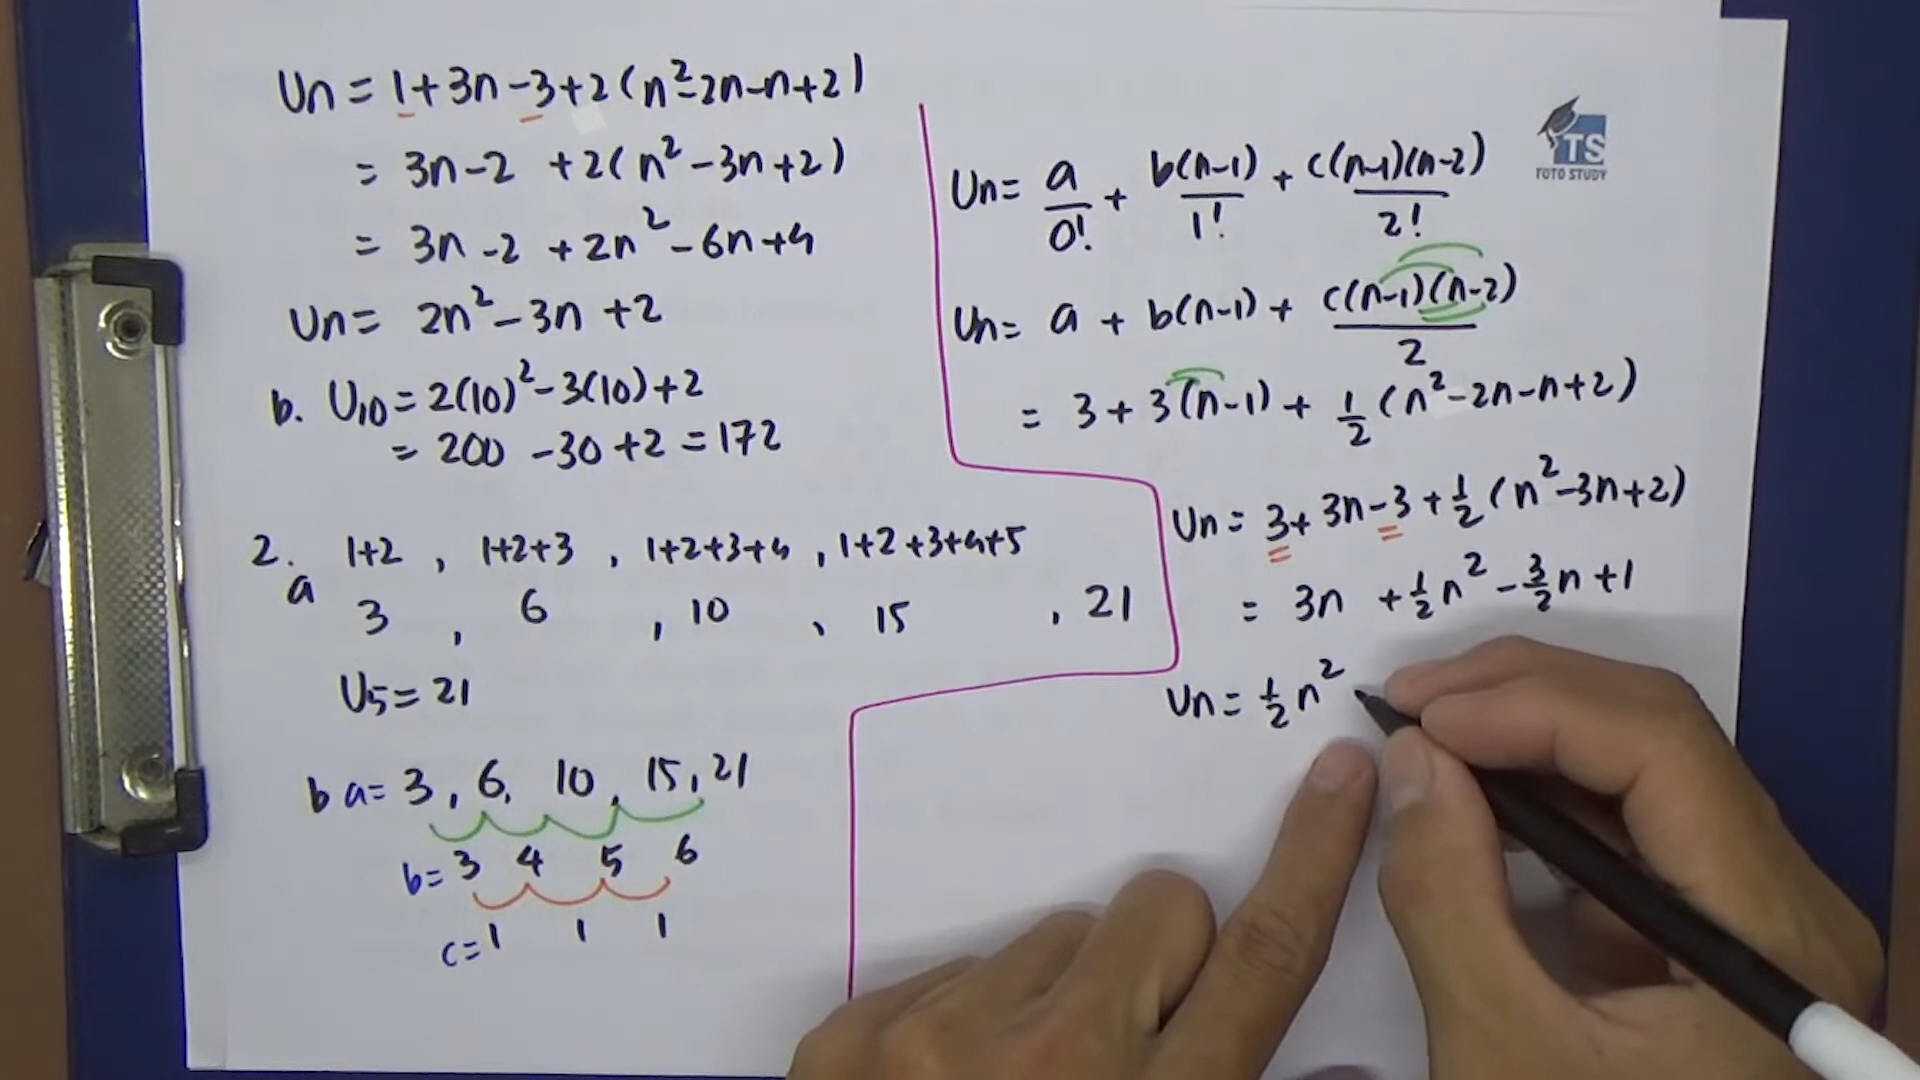 Un = 1+3n-3+2(n²-2n-n+2)
= 3n-2 +2(n²-3n+2)
= 3n-2 +2n²-6n+4
Un = 2n²-3n+2
b. U₁₀ = 2(10)²-3(10)+2
= 200 -30+2 = 172
2. 1+2 , 1+2+3 , 1+2+3+4 , 1+2+3+4+5
a 3 , 6 , 10 , 15 , 21
U5 = 21
b a= 3, 6, 10, 15, 21
b= 3 4 5 6
c= 1 1 1
TS
TOTO STUDY
Un = a/0! + b(n-1)/1! + c(n-1)(n-2)/2!
Un = a + b(n-1) + c(n-1)(n-2)/2
= 3+3(n-1) + 1/2 (n²-2n-n+2)
Un = 3+3n-3+1/2(n²-3n+2)
= 3n +1/2n²-3/2n+1
Un = 1/2n²